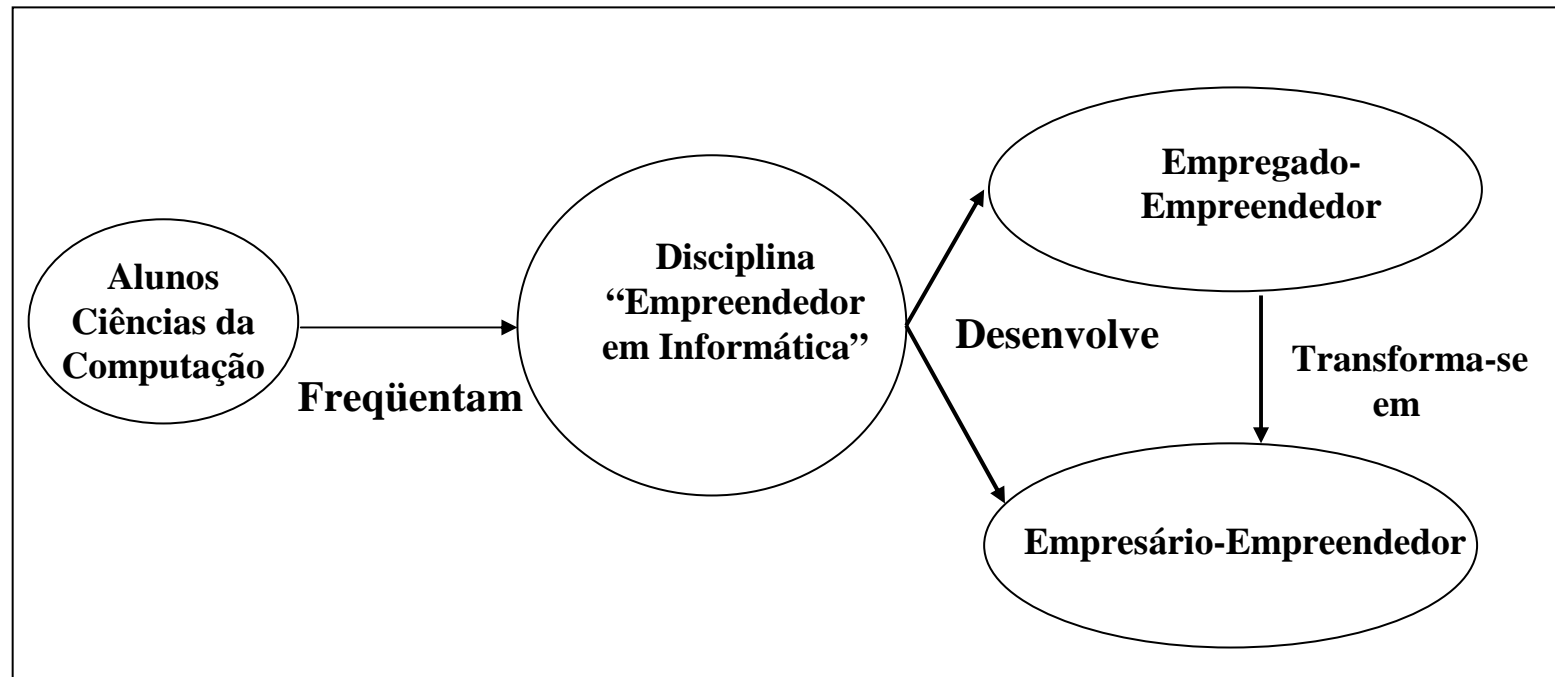 Alunos
Ciências da
Computação
Freqüentam
Disciplina
“Empreendedor
em Informática”
Desenvolve
Empregado-
Empreendedor
Transforma-se
em
Empresário-Empreendedor